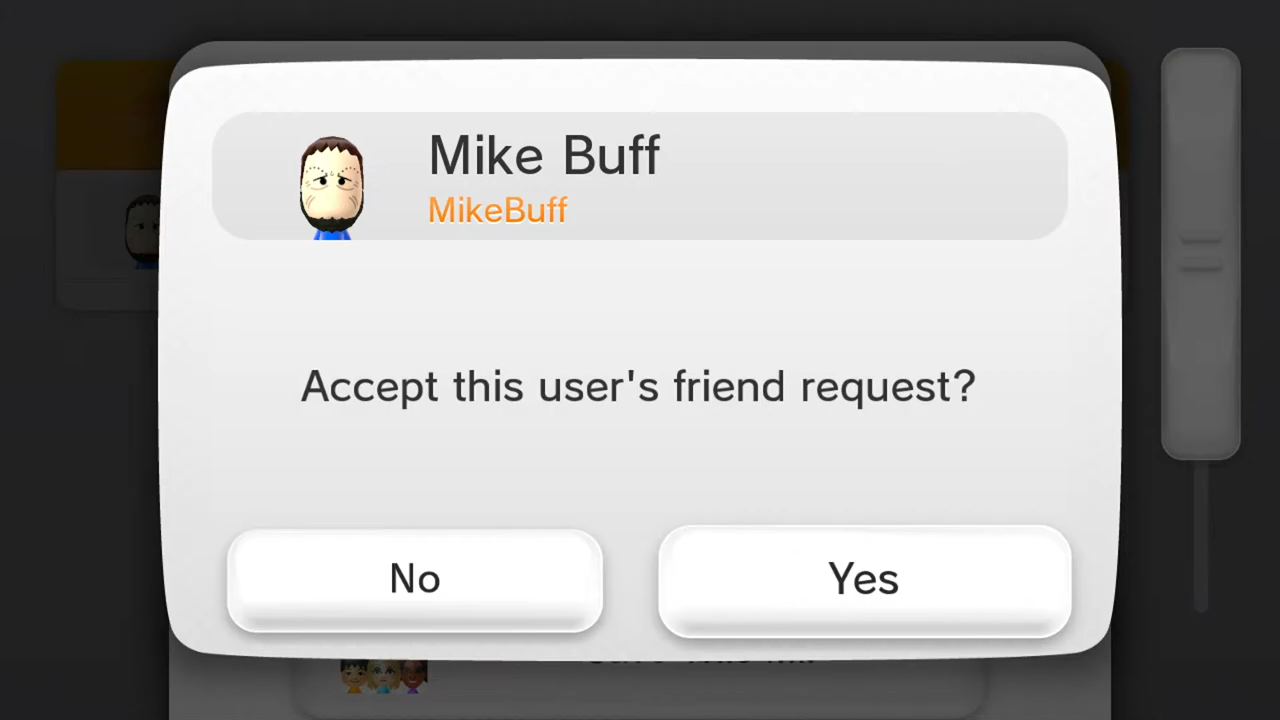 Mike Buff
MikeBuff
Accept this user's friend request?
No
Yes